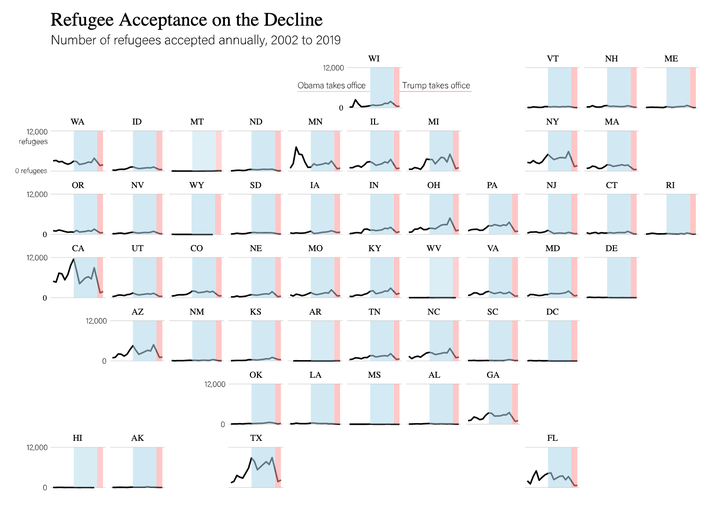 Refugee Acceptance on the Decline
Number of refugees accepted annually, 2002 to 2019
WI VT NH ME
12,000
Obama takes office Trump takes office
0
WA ID MT ND MN IL MI NY MA
12,000
refugees
0 refugees
OR NV WY SD IA IN OH PA NJ CT RI
12,000
0
CA UT CO NE MO KY WV VA MD DE
12,000
0
AZ NM KS AR TN NC SC DC
12,000
0
OK LA MS AL GA
12,000
0
HI AK TX FL
12,000
0